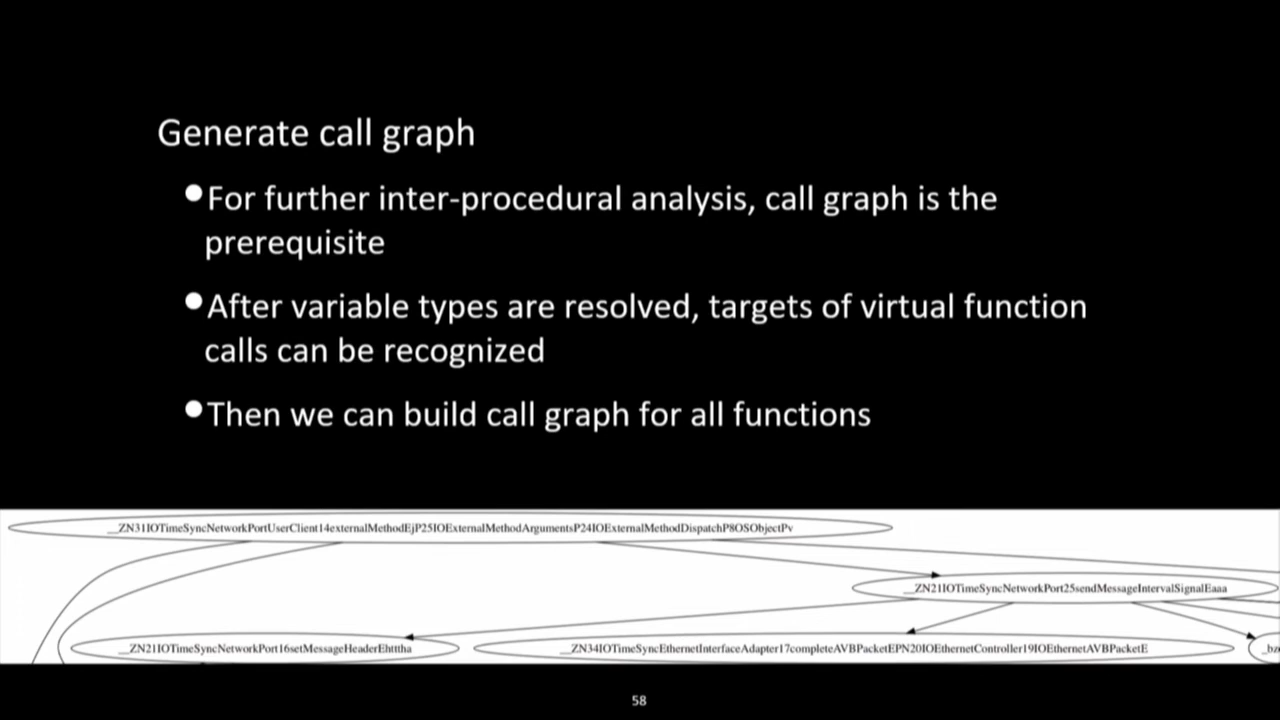 Generate call graph
●For further inter-procedural analysis, call graph is the
prerequisite
●After variable types are resolved, targets of virtual function
calls can be recognized
●Then we can build call graph for all functions
__ZN31IOTimeSyncNetworkPortUserClient14externalMethodEjP25IOExternalMethodArgumentsP24IOExternalMethodDispatchP8OSObjectPv
__ZN21IOTimeSyncNetworkPort25sendMessageIntervalSignalEaaa
__ZN21IOTimeSyncNetworkPort16setMessageHeaderEhtttha
__ZN34IOTimeSyncEthernetInterfaceAdapter17completeAVBPacketEPN20IOEthernetController19IOEthernetAVBPacketE
58